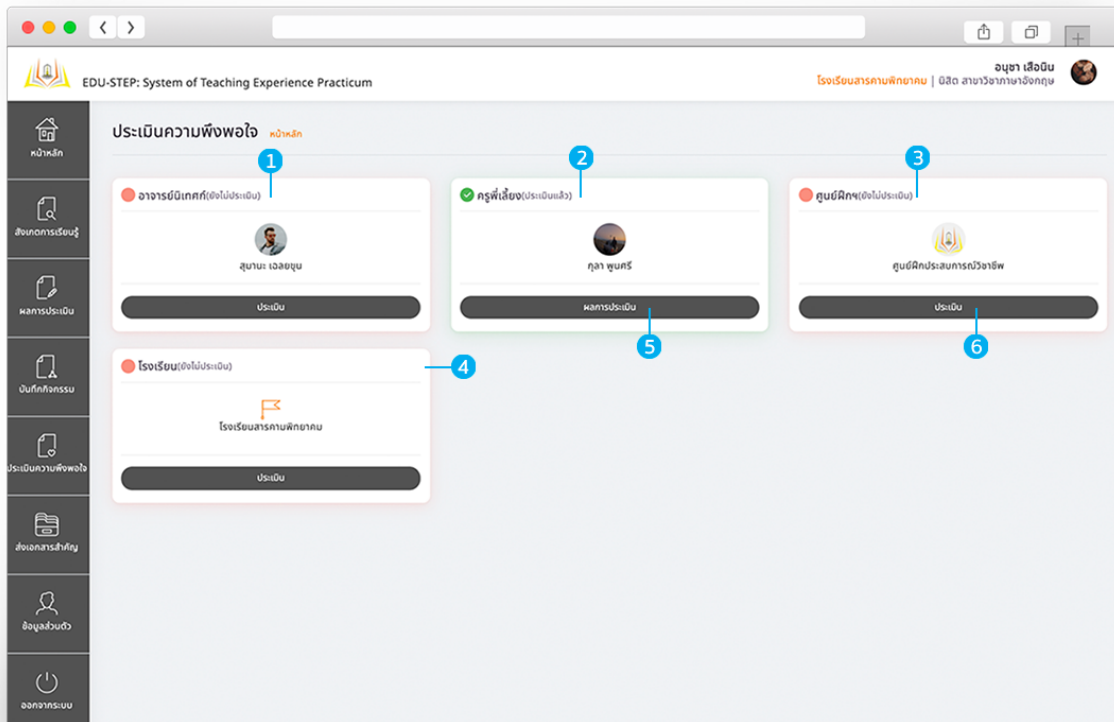 EDU-STEP: System of Teaching Experience Practicum
อนุชา เสือนิน
โรงเรียนสารคามพิทยาคม | นิสิต สาขาวิชาภาษาอังกฤษ
หน้าหลัก
สังเกตการเรียนรู้
ผลการประเมิน
บันทึกกิจกรรม
ประเมินความพึงพอใจ
ส่งเอกสารสำคัญ
ข้อมูลส่วนตัว
ออกจากระบบ
ประเมินความพึงพอใจ หน้าหลัก
1
2
3
อาจารย์นิเทศก์(ยังไม่ประเมิน)
สุมานะ เฉลยขุน
ประเมิน
ครูพี่เลี้ยง(ประเมินแล้ว)
กุลา พูบศรี
ผลการประเมิน
5
ศูนย์ฝึกฯ(ยังไม่ประเมิน)
ศูนย์ฝึกประสบการณ์วิชาชีพ
ประเมิน
6
โรงเรียน(ยังไม่ประเมิน)
4
โรงเรียนสารคามพิทยาคม
ประเมิน